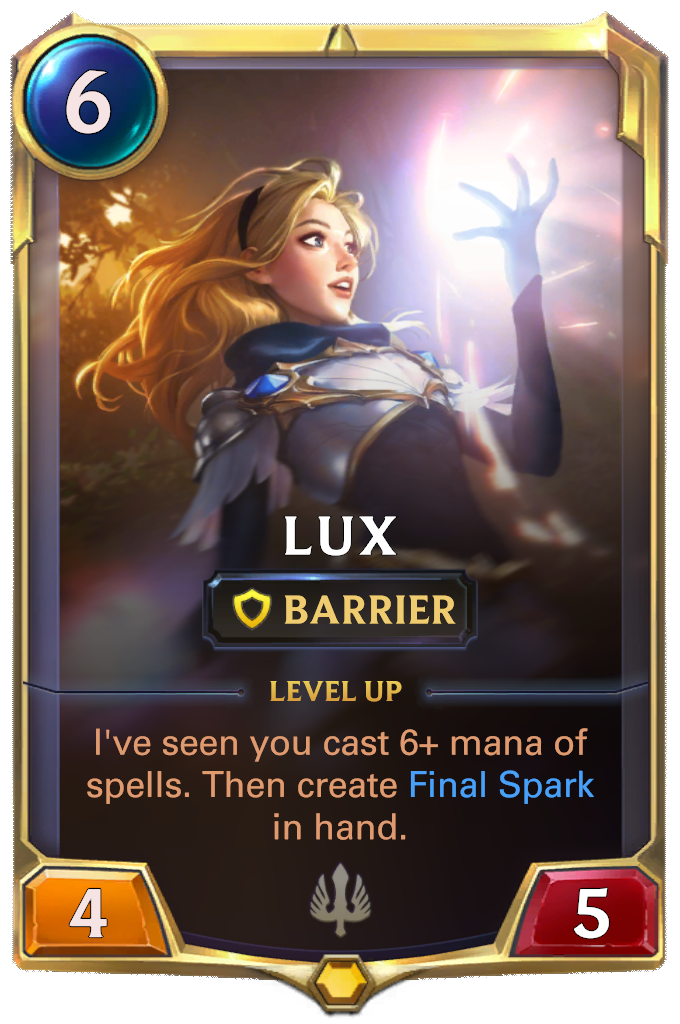 6
LUX
BARRIER
LEVEL UP
I've seen you cast 6+ mana of
spells. Then create Final Spark
in hand.
4
5